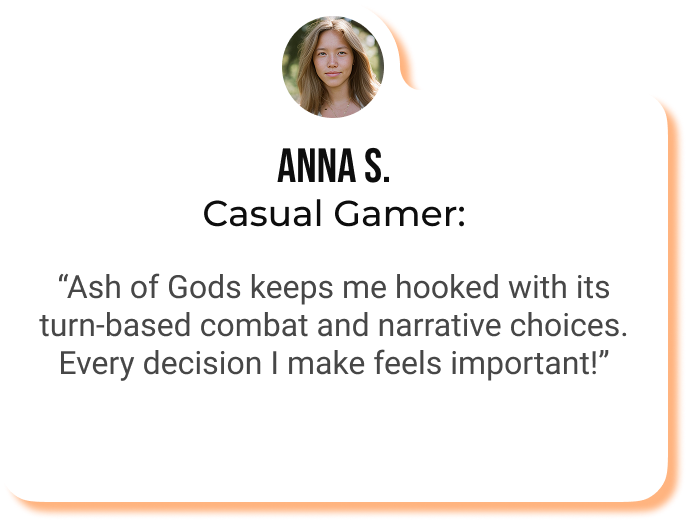 ANNA S.
Casual Gamer:
“Ash of Gods keeps me hooked with its
turn-based combat and narrative choices.
Every decision I make feels important!”